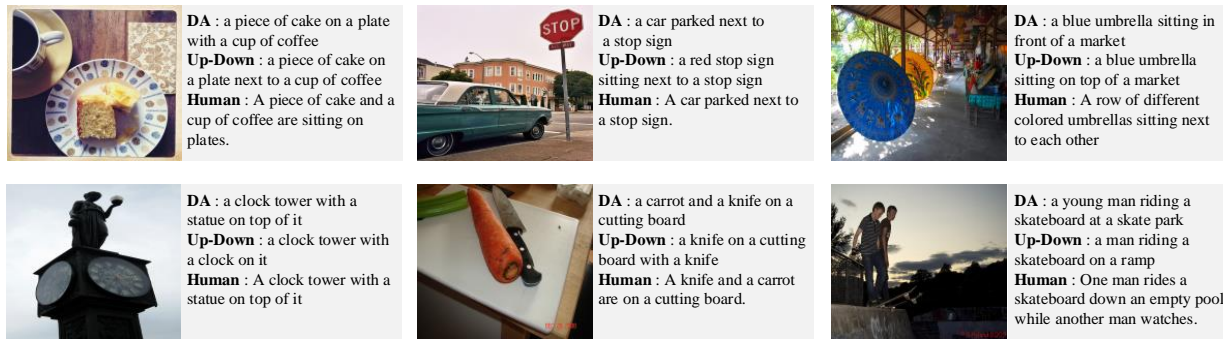 DA : a piece of cake on a plate
with a cup of coffee
Up-Down : a piece of cake on
a plate next to a cup of coffee
Human : A piece of cake and a
cup of coffee are sitting on
plates.
STOP
DA : a car parked next to
a stop sign
Up-Down : a red stop sign
sitting next to a stop sign
Human : A car parked next to
a stop sign.
DA : a blue umbrella sitting in
front of a market
Up-Down : a blue umbrella
sitting on top of a market
Human : A row of different
colored umbrellas sitting next
to each other
DA : a clock tower with a
statue on top of it
Up-Down : a clock tower with
a clock on it
Human : A clock tower with a
statue on top of it
DA : a carrot and a knife on a
cutting board
Up-Down : a knife on a cutting
board with a knife
Human : A knife and a carrot
are on a cutting board.
DA : a young man riding a
skateboard at a skate park
Up-Down : a man riding a
skateboard on a ramp
Human : One man rides a
skateboard down an empty pool
while another man watches.